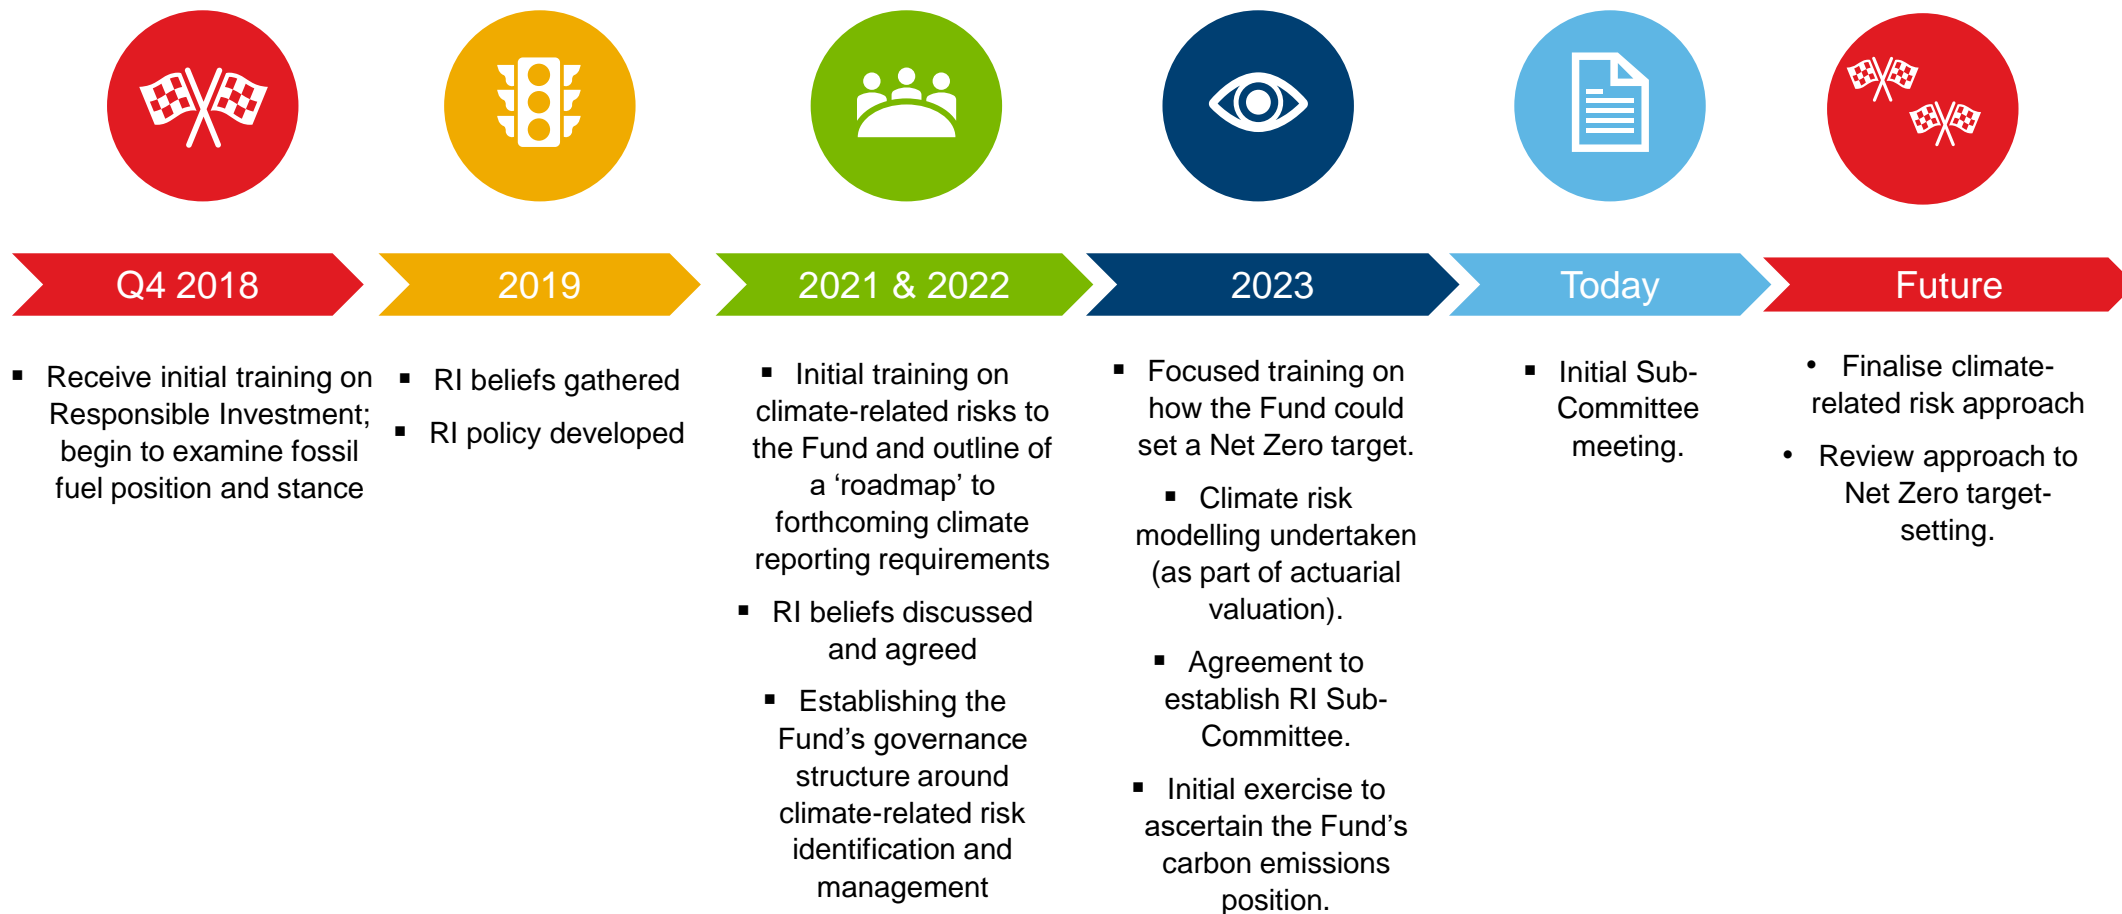 Q4 2018
2019
2021 & 2022
2023
Today
Future
▪ Receive initial training on
Responsible Investment;
begin to examine fossil
fuel position and stance
▪ RI beliefs gathered
▪ RI policy developed
▪ Initial training on
climate-related risks to
the Fund and outline of
a ‘roadmap’ to
forthcoming climate
reporting requirements
▪ RI beliefs discussed
and agreed
▪ Establishing the
Fund’s governance
structure around
climate-related risk
identification and
management
▪ Focused training on
how the Fund could
set a Net Zero target.
▪ Climate risk
modelling undertaken
(as part of actuarial
valuation).
▪ Agreement to
establish RI Sub-
Committee.
▪ Initial exercise to
ascertain the Fund’s
carbon emissions
position.
▪ Initial Sub-
Committee
meeting.
• Finalise climate-
related risk approach
• Review approach to
Net Zero target-
setting.